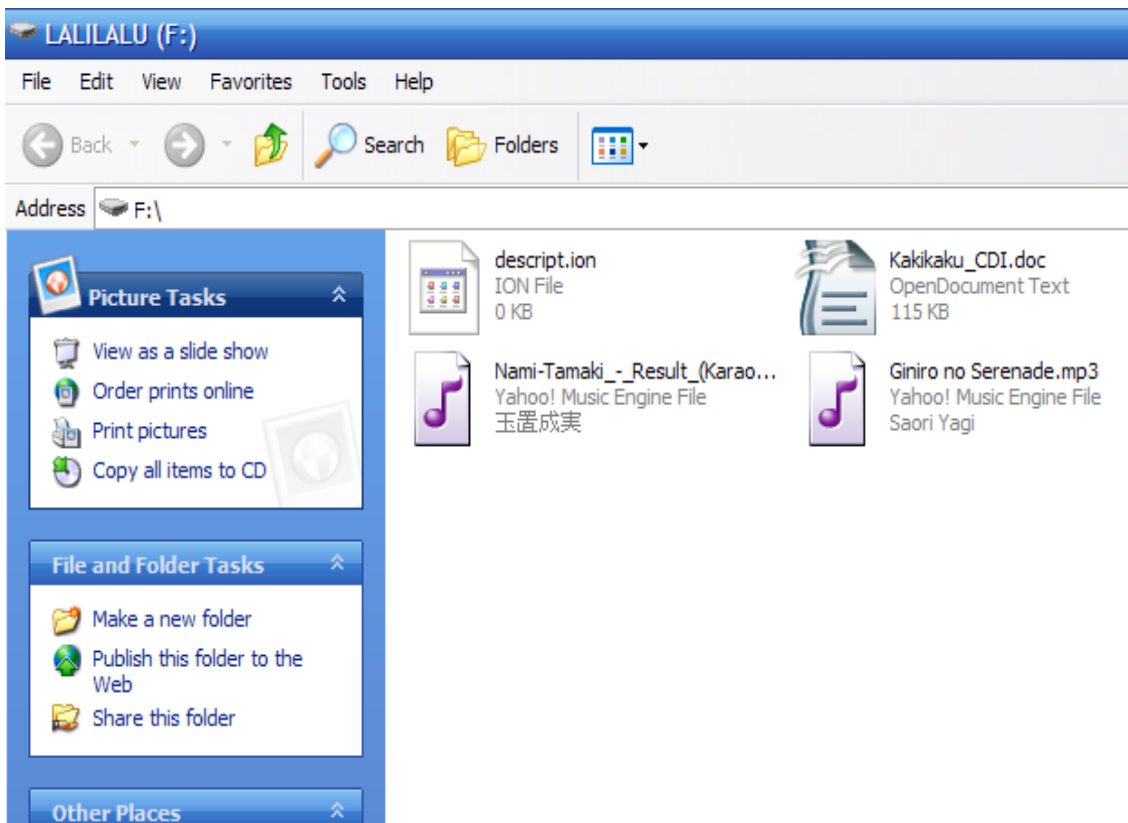 LALILALU (F:)
File Edit View Favorites Tools Help
Back Search Folders
Address F:\
Picture Tasks
View as a slide show
Order prints online
Print pictures
Copy all items to CD
File and Folder Tasks
Make a new folder
Publish this folder to the
Web
Share this folder
Other Places
descript.ion
ION File
0 KB
Kakikaku_CDI.doc
OpenDocument Text
115 KB
Nami-Tamaki_-_Result_(Karao...
Yahoo! Music Engine File
玉置成実
Giniro no Serenade.mp3
Yahoo! Music Engine File
Saori Yagi